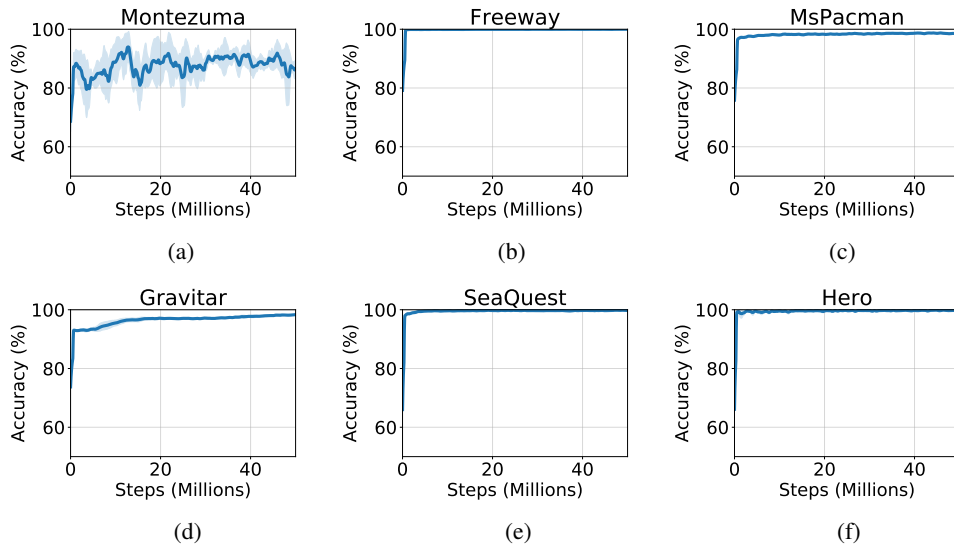 Montezuma Freeway MsPacman
100 100 100
80 80 80
60 60 60
Accuracy (%) Accuracy (%) Accuracy (%)
0 20 40 0 20 40 0 20 40
Steps (Millions) Steps (Millions) Steps (Millions)
(a) (b) (c)
Gravitar SeaQuest Hero
100 100 100
80 80 80
60 60 60
Accuracy (%) Accuracy (%) Accuracy (%)
0 20 40 0 20 40 0 20 40
Steps (Millions) Steps (Millions) Steps (Millions)
(d) (e) (f)